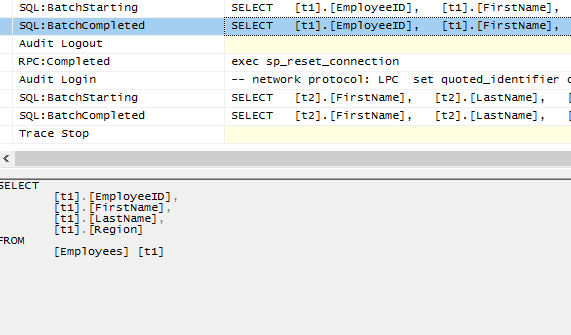 SQL:BatchStarting SELECT [t1].[EmployeeID], [t1].[FirstName],
SQL:BatchCompleted SELECT [t1].[EmployeeID], [t1].[FirstName],
Audit Logout
RPC:Completed exec sp_reset_connection
Audit Login -- network protocol: LPC set quoted_identifier
SQL:BatchStarting SELECT [t2].[FirstName], [t2].[LastName],
SQL:BatchCompleted SELECT [t2].[FirstName], [t2].[LastName],
Trace Stop
SELECT
[t1].[EmployeeID],
[t1].[FirstName],
[t1].[LastName],
[t1].[Region]
FROM
[Employees] [t1]